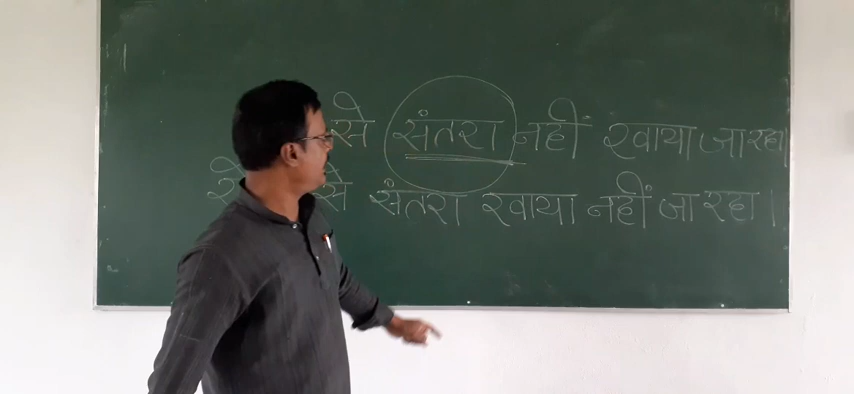 से संतरा नहीं खाया जा रहा।
से संतरा खाया नहीं जा रहा।